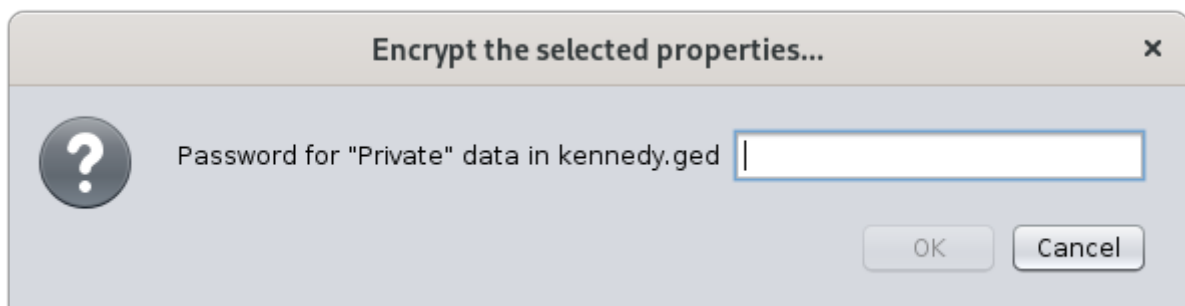 Encrypt the selected properties...
Password for "Private" data in kennedy.ged
OK
Cancel